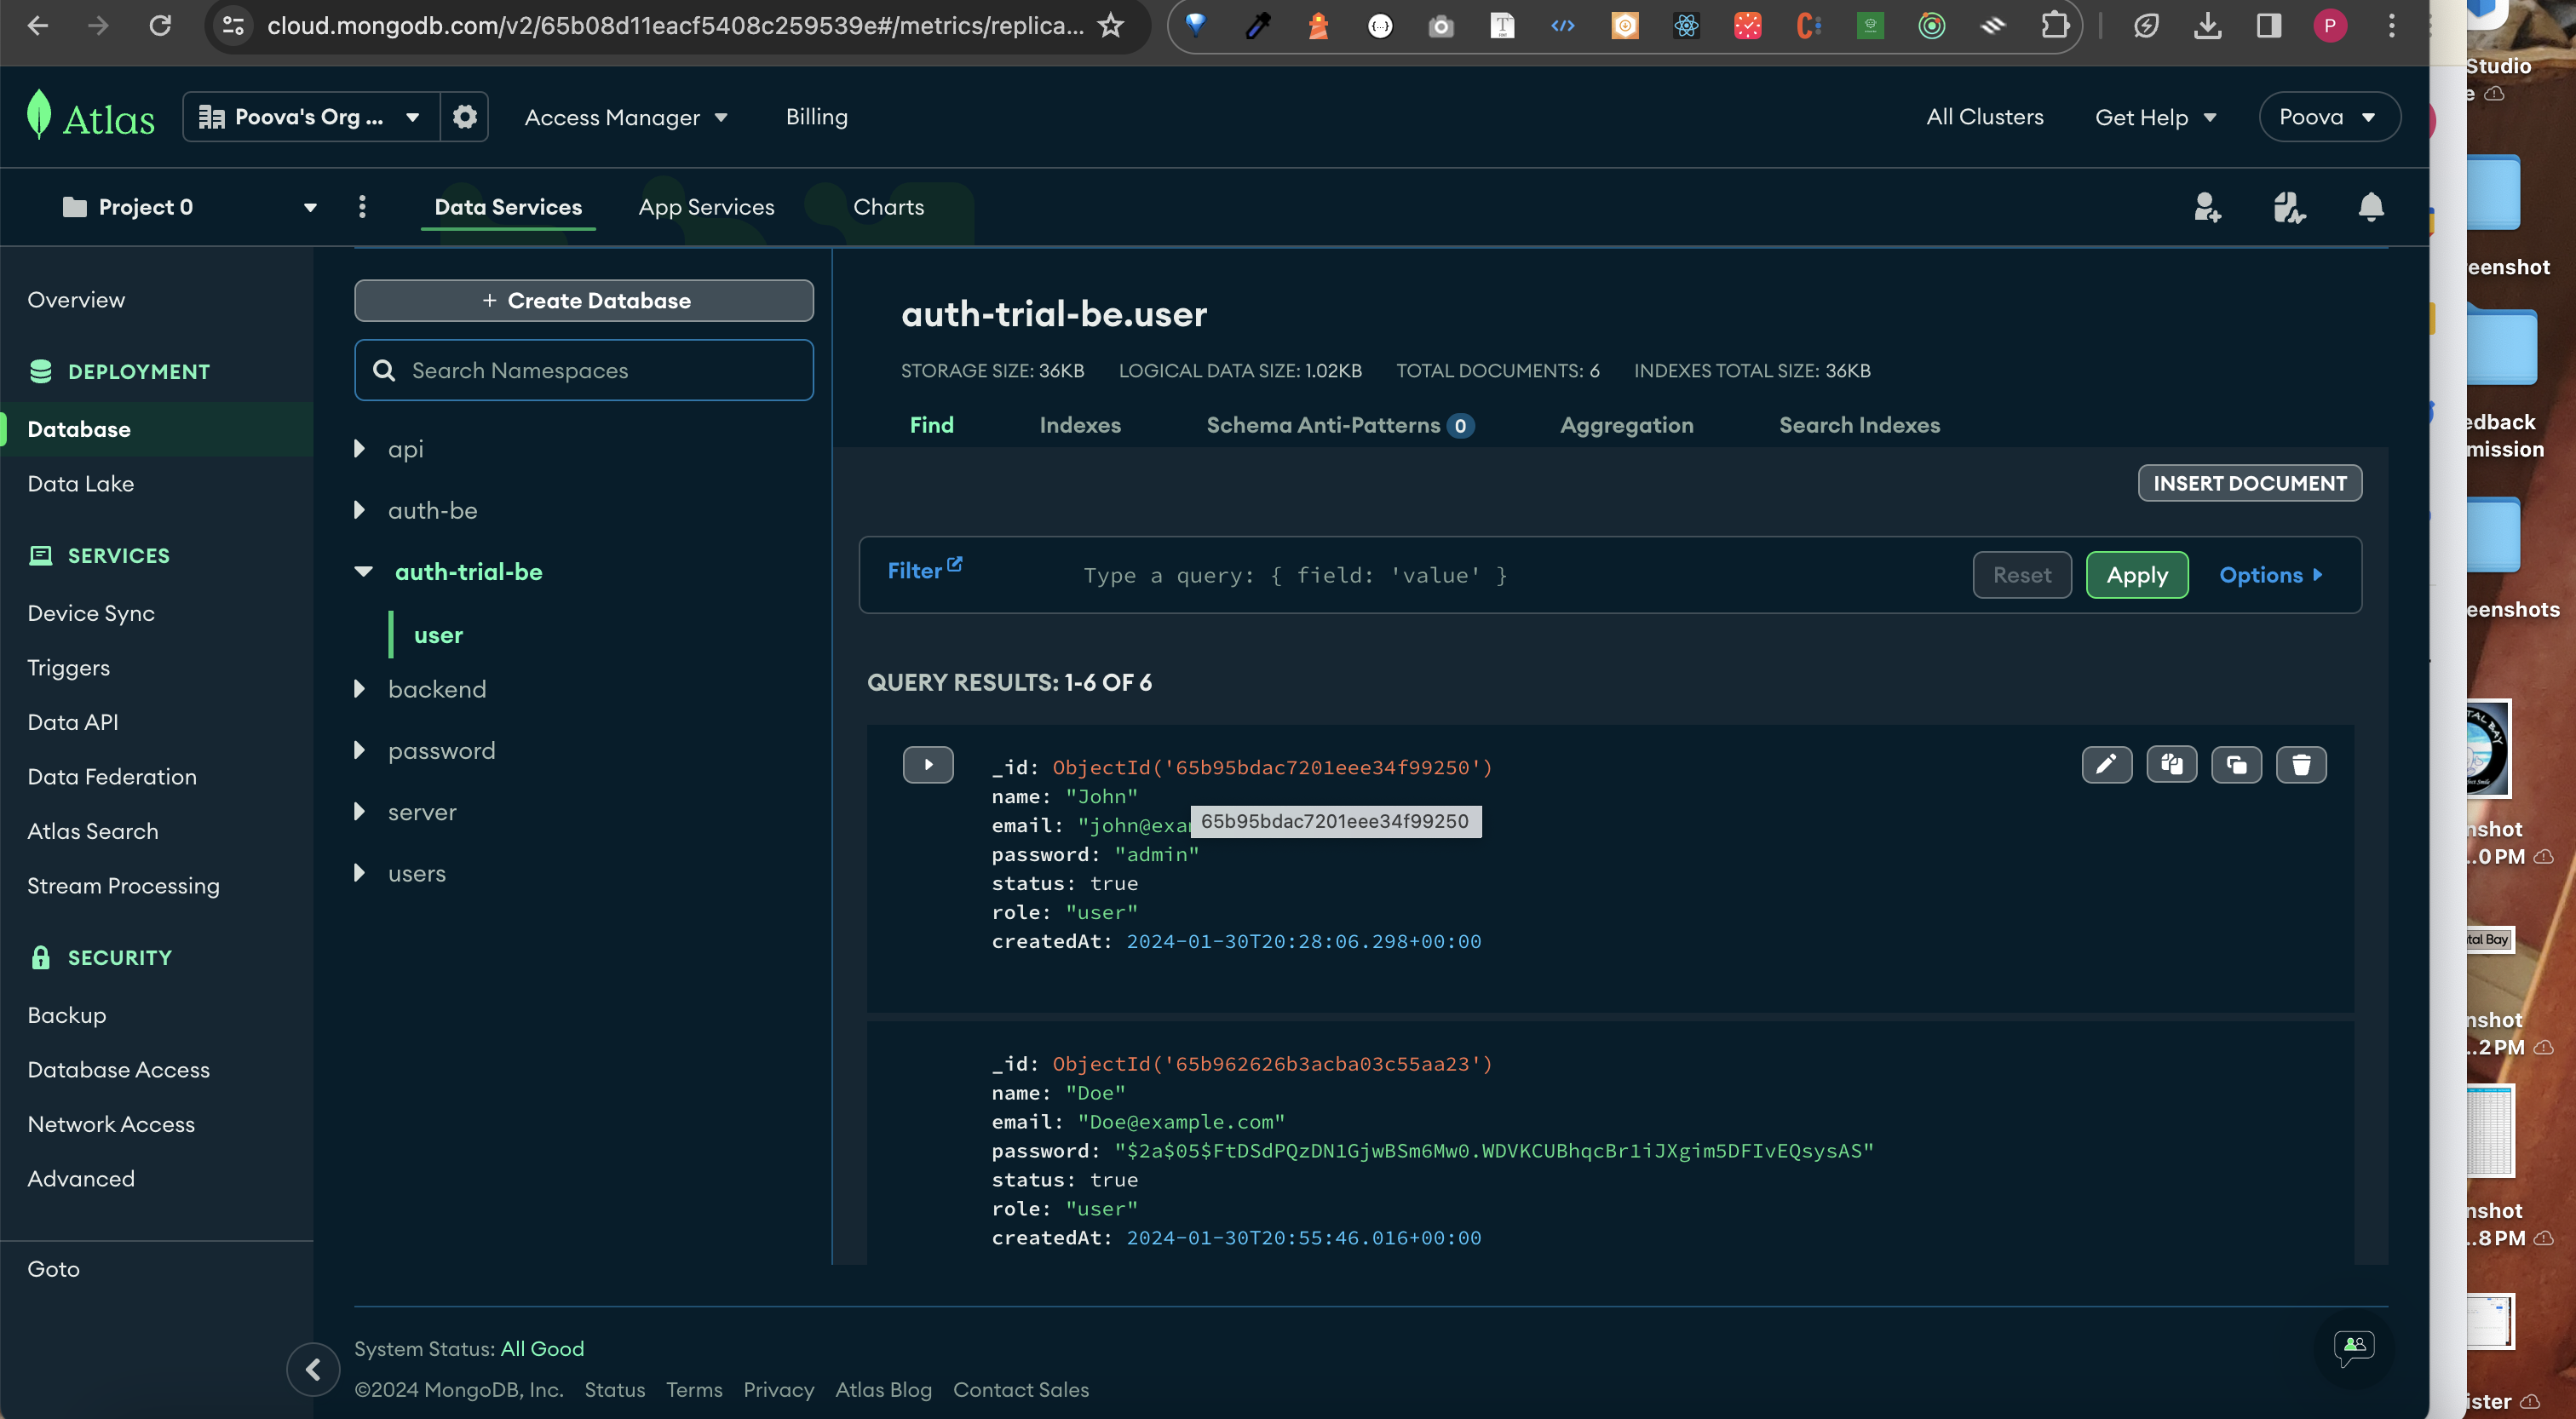 cloud.mongodb.com/v2/65b08d11eacf5408c259539e#/metrics/replica...
P
Atlas
Poova's Org ...
Access Manager
Billing
All Clusters
Get Help
Poova
Project 0
Data Services
App Services
Charts
Overview
DEPLOYMENT
Database
Data Lake
SERVICES
Device Sync
Triggers
Data API
Data Federation
Atlas Search
Stream Processing
SECURITY
Backup
Database Access
Network Access
Advanced
Goto
+ Create Database
Search Namespaces
api
auth-be
auth-trial-be
user
backend
password
server
users
auth-trial-be.user
STORAGE SIZE: 36KB LOGICAL DATA SIZE: 1.02KB TOTAL DOCUMENTS: 6 INDEXES TOTAL SIZE: 36KB
Find Indexes Schema Anti-Patterns 0 Aggregation Search Indexes
INSERT DOCUMENT
Filter Type a query: { field: 'value' } Reset Apply Options
QUERY RESULTS: 1-6 OF 6
_id: ObjectId('65b95bdac7201eee34f99250')
name: "John"
email: "john@exa
65b95bdac7201eee34f99250
password: "admin"
status: true
role: "user"
createdAt: 2024-01-30T20:28:06.298+00:00
_id: ObjectId('65b962626b3acba03c55aa23')
name: "Doe"
email: "Doe@example.com"
password: "$2a$05$FtDSdPQzDN1GjwBSm6Mw0.WDVKCUBhqcBr1iJXgim5DFIvEQsysAS"
status: true
role: "user"
createdAt: 2024-01-30T20:55:46.016+00:00
System Status: All Good
©2024 MongoDB, Inc. Status Terms Privacy Atlas Blog Contact Sales
Studio
e
eenshot
edback
mission
eenshots
nshot
..0 PM
tal Bay
nshot
..2 PM
nshot
..8 PM
ister